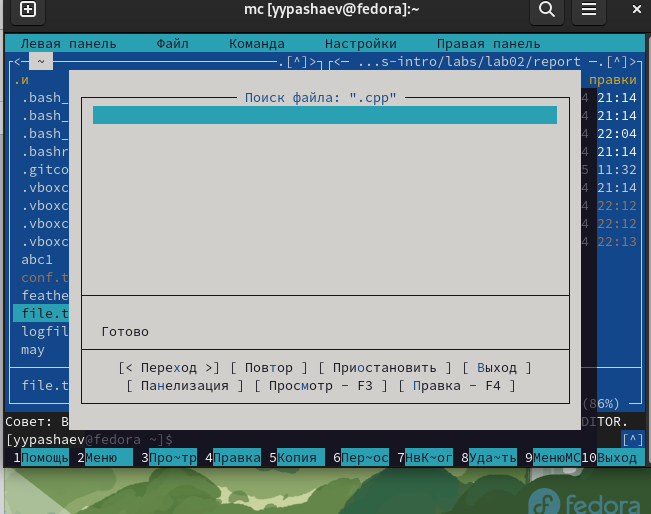 mc [yypashaev@fedora]:~
Левая панель Файл Команда Настройки Правая панель
~ .[^] ...s-intro/labs/lab02/report .[^]
.и правки
.bash_ 4 21:14
.bash_ 4 21:14
.bash_ 4 22:04
.bashr 4 21:14
.gitco 5 11:32
.vboxc 4 21:14
.vboxc 4 22:12
.vboxc 4 22:12
.vboxc 4 22:13
abc1
conf.t
feathe
file.t
logfil
may
file.t
(86%)
Поиск файла: ".cpp"
Готово
[< Переход >] [ Повтор ] [ Приостановить ] [ Выход ]
[ Панелизация ] [ Просмотр - F3 ] [ Правка - F4 ]
Совет: В DITOR.
[yypashaev@fedora ~]$ [^]
1Помощь 2Меню 3Про~тр 4Правка 5Копия 6Пер~ос 7НвК~ог 8Уда~ть 9МенюMC 10Выход
fedora